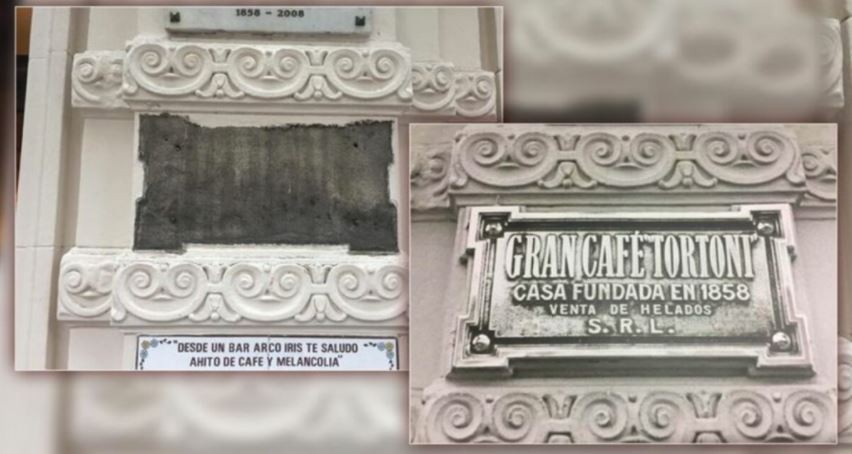 1858 - 2008
"DESDE UN BAR ARCO IRIS TE SALUDO
AHITO DE CAFE Y MELANCOLIA"
GRAN CAFÉ "TORTONI"
CASA FUNDADA EN 1858
VENTA DE HELADOS
S. R. L.